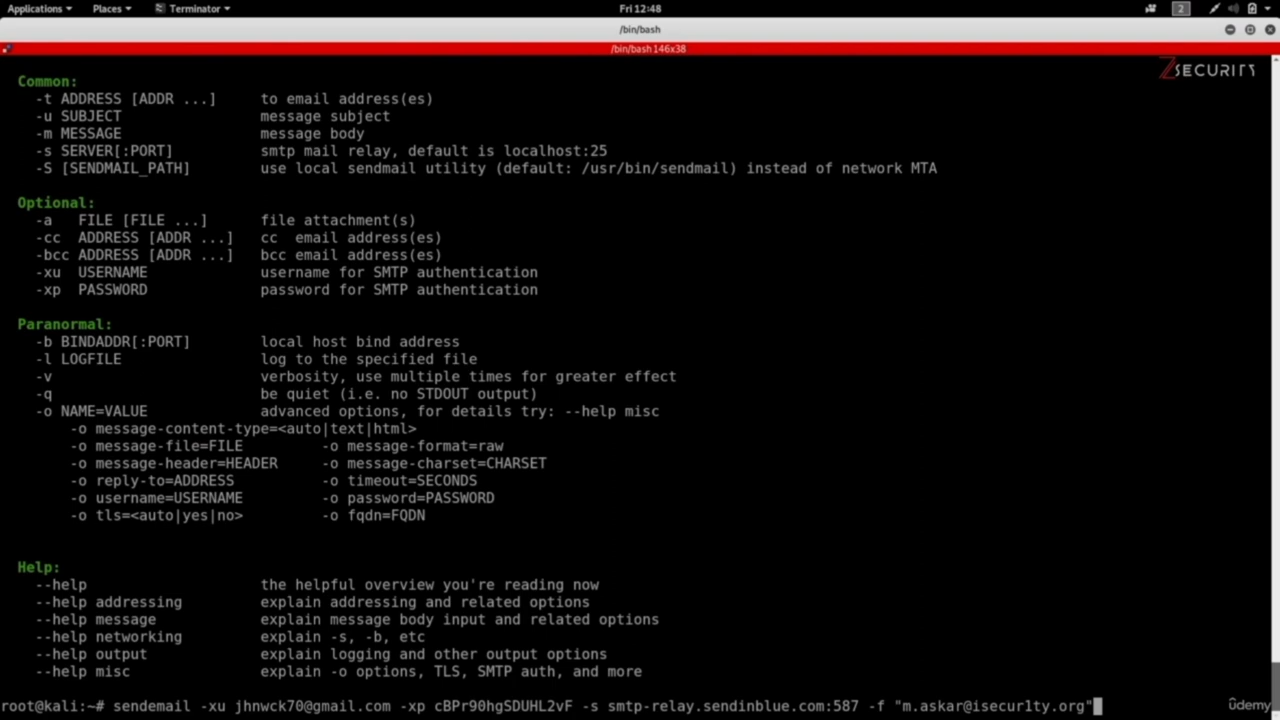 Applications Places Terminator Fri 12:48 2
/bin/bash
/bin/bash 146x38
ZSECURITY
Common:
-t ADDRESS [ADDR ...] to email address(es)
-u SUBJECT message subject
-m MESSAGE message body
-s SERVER[:PORT] smtp mail relay, default is localhost:25
-S [SENDMAIL_PATH] use local sendmail utility (default: /usr/bin/sendmail) instead of network MTA
Optional:
-a FILE [FILE ...] file attachment(s)
-cc ADDRESS [ADDR ...] cc email address(es)
-bcc ADDRESS [ADDR ...] bcc email address(es)
-xu USERNAME username for SMTP authentication
-xp PASSWORD password for SMTP authentication
Paranormal:
-b BINDADDR[:PORT] local host bind address
-l LOGFILE log to the specified file
-v verbosity, use multiple times for greater effect
-q be quiet (i.e. no STDOUT output)
-o NAME=VALUE advanced options, for details try: --help misc
-o message-content-type=<auto|text|html>
-o message-file=FILE -o message-format=raw
-o message-header=HEADER -o message-charset=CHARSET
-o reply-to=ADDRESS -o timeout=SECONDS
-o username=USERNAME -o password=PASSWORD
-o tls=<auto|yes|no> -o fqdn=FQDN
Help:
--help the helpful overview you're reading now
--help addressing explain addressing and related options
--help message explain message body input and related options
--help networking explain -s, -b, etc
--help output explain logging and other output options
--help misc explain -o options, TLS, SMTP auth, and more
root@kali:~# sendemail -xu jhnwck70@gmail.com -xp cBPr90hgSDUHL2vF -s smtp-relay.sendinblue.com:587 -f "m.askar@isecur1ty.org"
ûdemy